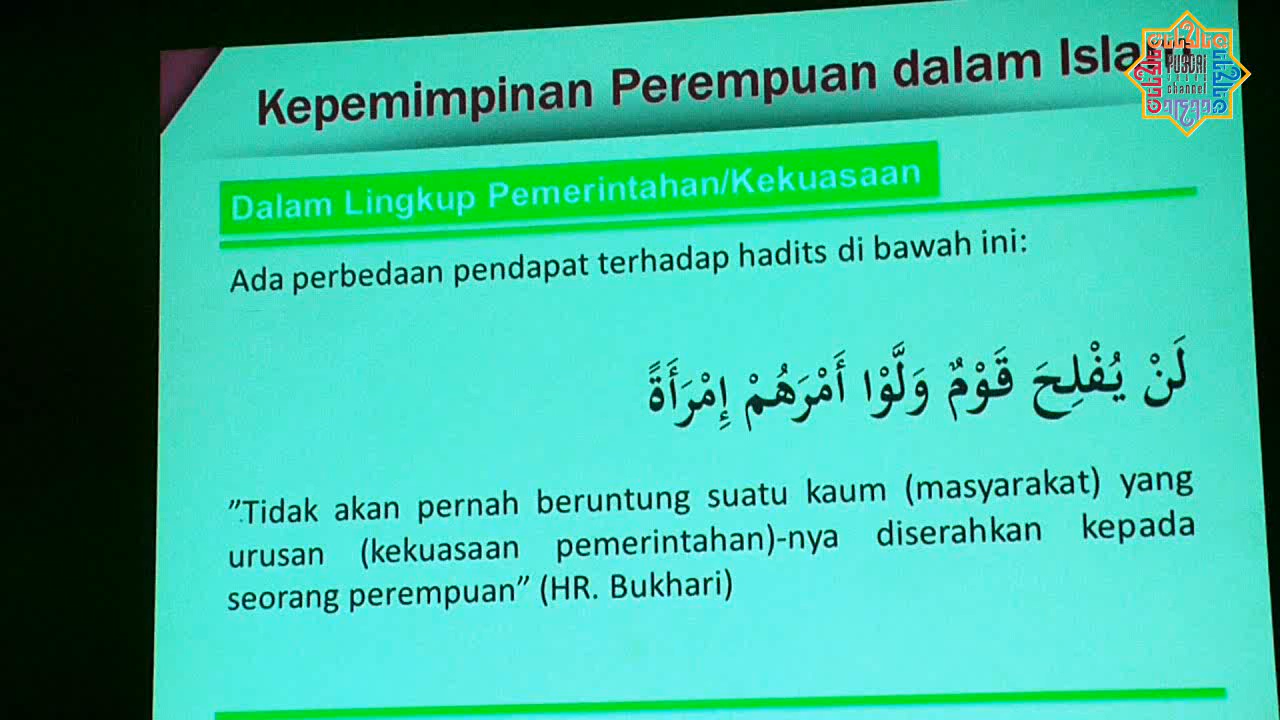 Kepemimpinan Perempuan dalam Islam
PUSDAI
channel
Dalam Lingkup Pemerintahan/Kekuasaan
Ada perbedaan pendapat terhadap hadits di bawah ini:
لَنْ يُفْلِحَ قَوْمٌ وَلَّوْا أَمْرَهُمْ إِمْرَأَةً
”Tidak akan pernah beruntung suatu kaum (masyarakat) yang
urusan (kekuasaan pemerintahan)-nya diserahkan kepada
seorang perempuan” (HR. Bukhari)